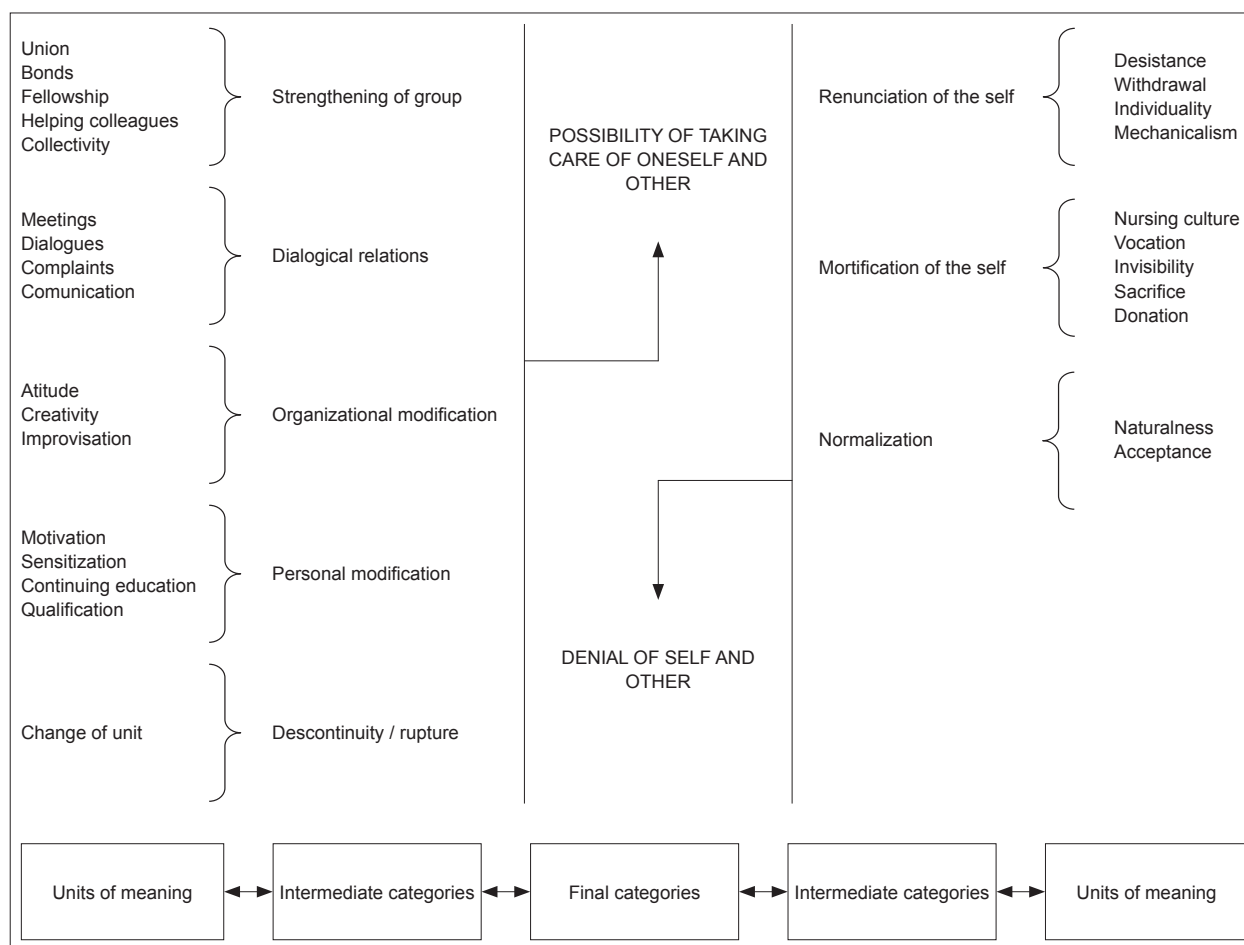 Union
Bonds
Fellowship
Helping colleagues
Collectivity
Strengthening of group
Meetings
Dialogues
Complaints
Comunication
Dialogical relations
Atitude
Creativity
Improvisation
Organizational modification
Motivation
Sensitization
Continuing education
Qualification
Personal modification
Change of unit
Descontinuity / rupture
POSSIBILITY OF TAKING
CARE OF ONESELF AND
OTHER
DENIAL OF SELF AND
OTHER
Renunciation of the self
Desistance
Withdrawal
Individuality
Mechanicalism
Mortification of the self
Nursing culture
Vocation
Invisibility
Sacrifice
Donation
Normalization
Naturalness
Acceptance
Units of meaning
Intermediate categories
Final categories
Intermediate categories
Units of meaning